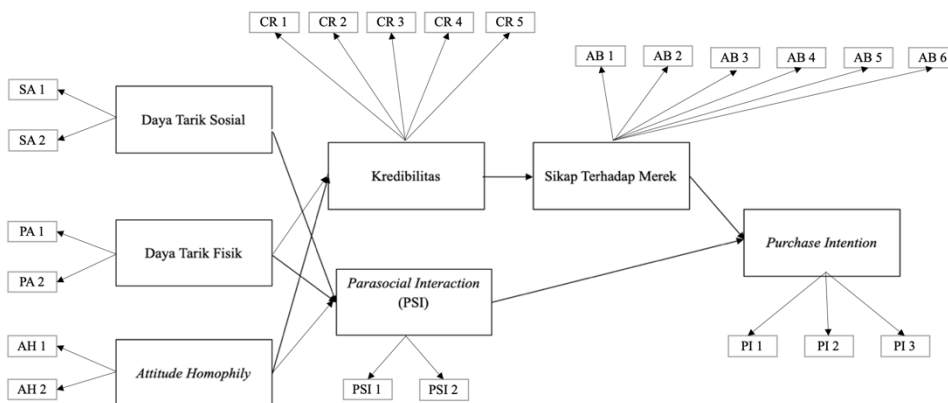 CR 1
CR 2
CR 3
CR 4
CR 5
AB 1
AB 2
AB 3
AB 4
AB 5
AB 6
SA 1
SA 2
Daya Tarik Sosial
Kredibilitas
Sikap Terhadap Merek
PA 1
PA 2
Daya Tarik Fisik
Parasocial Interaction
(PSI)
Purchase Intention
AH 1
AH 2
Attitude Homophily
PSI 1
PSI 2
PI 1
PI 2
PI 3